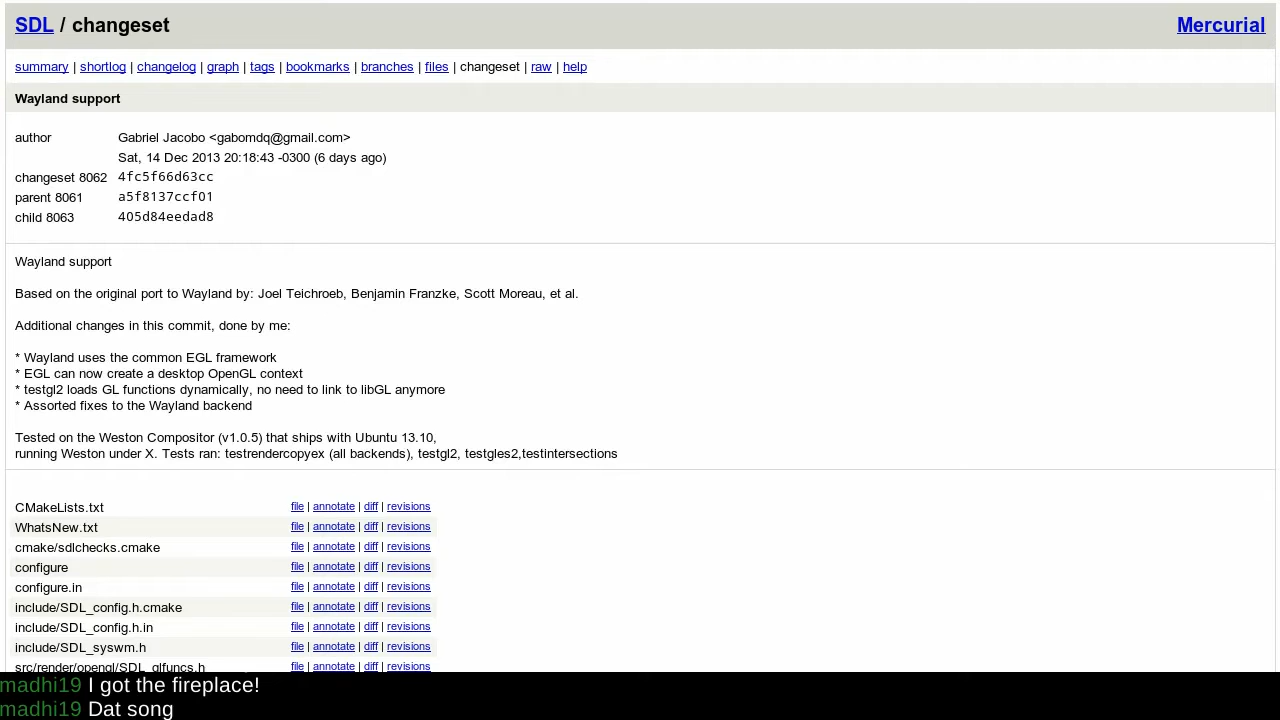 SDL / changeset Mercurial
summary | shortlog | changelog | graph | tags | bookmarks | branches | files | changeset | raw | help
Wayland support
author Gabriel Jacobo <gabomdq@gmail.com>
Sat, 14 Dec 2013 20:18:43 -0300 (6 days ago)
changeset 8062 4fc5f66d63cc
parent 8061 a5f8137ccf01
child 8063 405d84eedad8
Wayland support
Based on the original port to Wayland by: Joel Teichroeb, Benjamin Franzke, Scott Moreau, et al.
Additional changes in this commit, done by me:
* Wayland uses the common EGL framework
* EGL can now create a desktop OpenGL context
* testgl2 loads GL functions dynamically, no need to link to libGL anymore
* Assorted fixes to the Wayland backend
Tested on the Weston Compositor (v1.0.5) that ships with Ubuntu 13.10,
running Weston under X. Tests ran: testrendercopyex (all backends), testgl2, testgles2,testintersections
CMakeLists.txt file | annotate | diff | revisions
WhatsNew.txt file | annotate | diff | revisions
cmake/sdlchecks.cmake file | annotate | diff | revisions
configure file | annotate | diff | revisions
configure.in file | annotate | diff | revisions
include/SDL_config.h.cmake file | annotate | diff | revisions
include/SDL_config.h.in file | annotate | diff | revisions
include/SDL_syswm.h file | annotate | diff | revisions
src/render/opengl/SDL_glfuncs.h file | annotate | diff | revisions
madhi19 I got the fireplace!
madhi19 Dat song